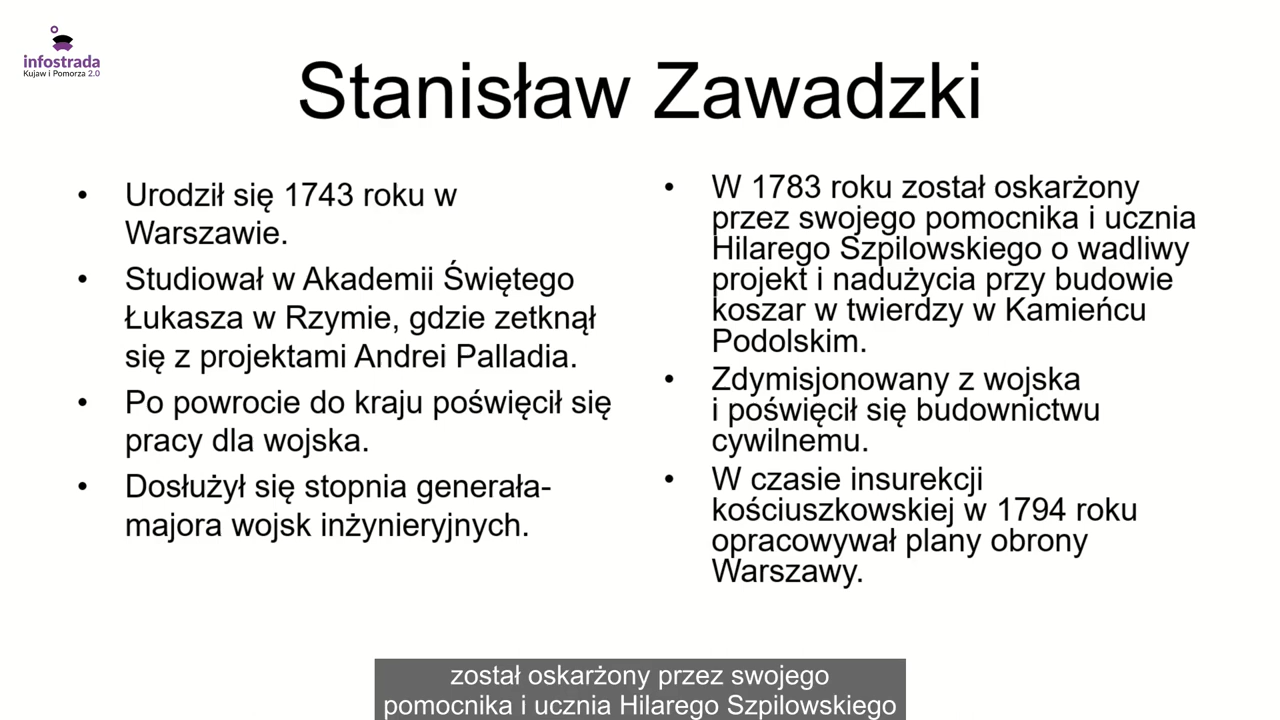 infostrada
Kujaw i Pomorza 2.0
Stanisław Zawadzki
• Urodził się 1743 roku w
Warszawie.
• Studiował w Akademii Świętego
Łukasza w Rzymie, gdzie zetknął
się z projektami Andrei Palladia.
• Po powrocie do kraju poświęcił się
pracy dla wojska.
• Dosłużył się stopnia generała-
majora wojsk inżynieryjnych.
• W 1783 roku został oskarżony
przez swojego pomocnika i ucznia
Hilarego Szpilowskiego o wadliwy
projekt i nadużycia przy budowie
koszar w twierdzy w Kamieńcu
Podolskim.
• Zdymisjonowany z wojska
i poświęcił się budownictwu
cywilnemu.
• W czasie insurekcji
kościuszkowskiej w 1794 roku
opracowywał plany obrony
Warszawy.
został oskarżony przez swojego
pomocnika i ucznia Hilarego Szpilowskiego